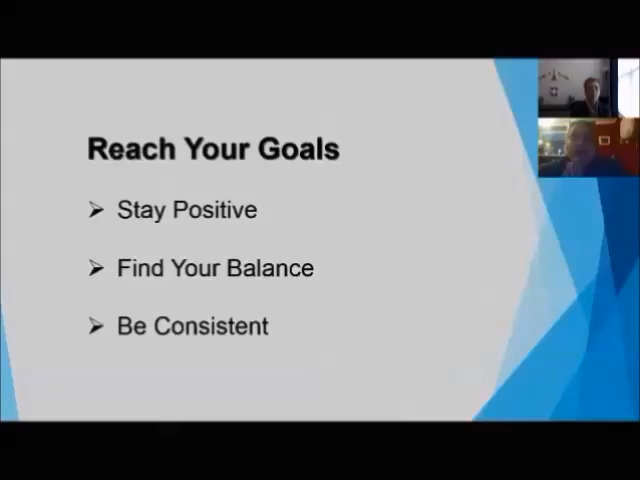 Reach Your Goals
Stay Positive
Find Your Balance
Be Consistent